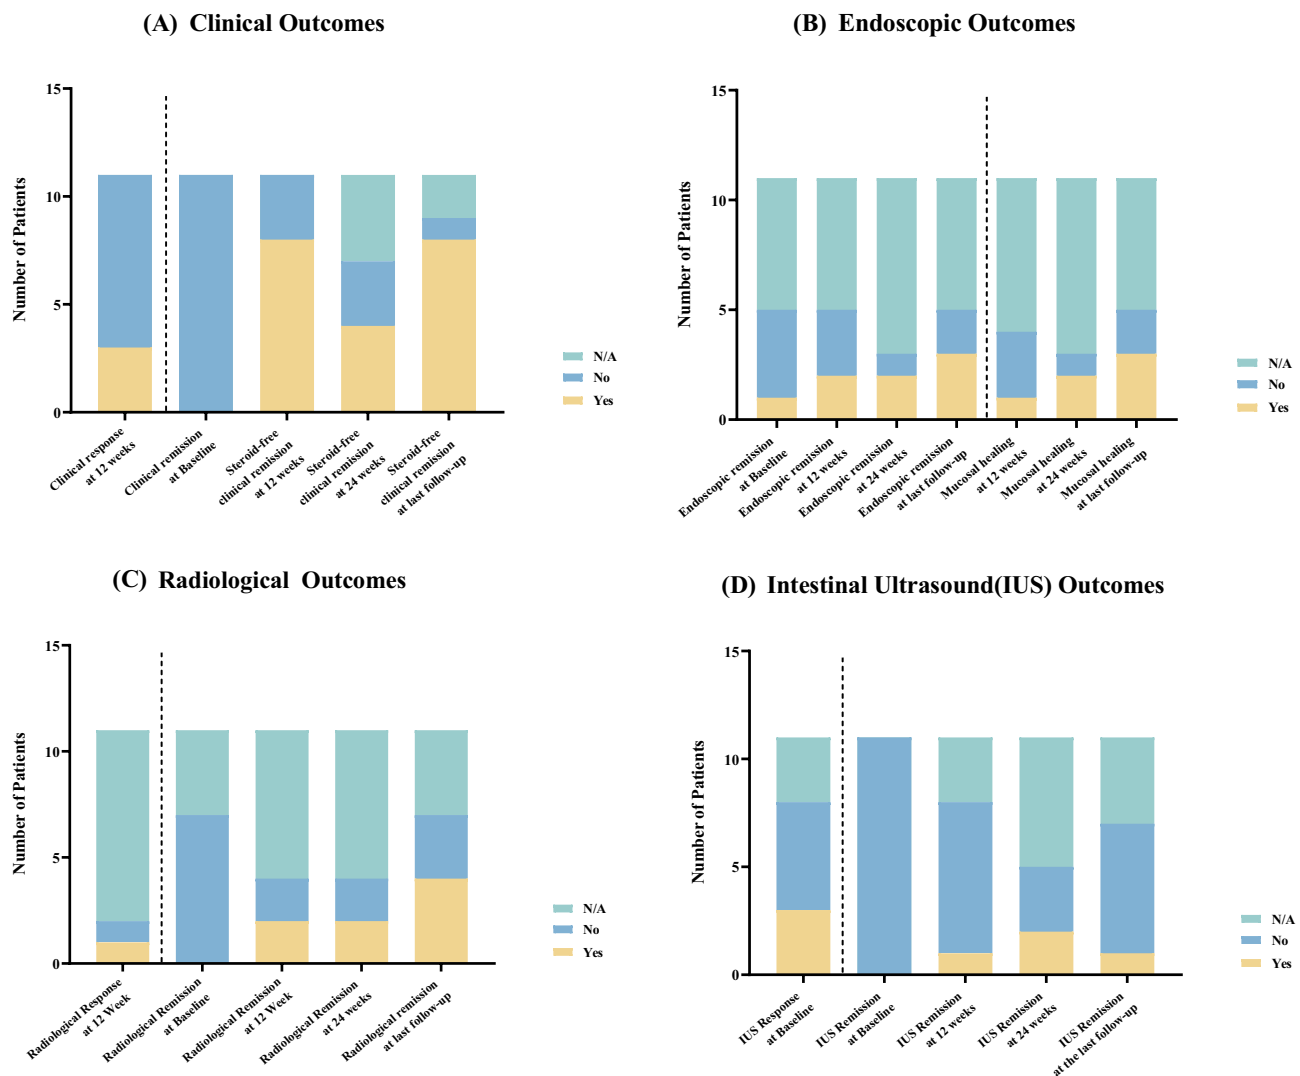 (A) Clinical Outcomes
Number of Patients
15
10
5
0
Clinical response
at 12 weeks
Clinical remission
at Baseline
Steroid-free
clinical remission
at 12 weeks
Steroid-free
clinical remission
at 24 weeks
Steroid-free
clinical remission
at last follow-up
N/A
No
Yes
(B) Endoscopic Outcomes
Number of Patients
15
10
5
0
Endoscopic remission
at Baseline
Endoscopic remission
at 12 weeks
Endoscopic remission
at 24 weeks
Endoscopic remission
at last follow-up
Mucosal healing
at 12 weeks
Mucosal healing
at 24 weeks
Mucosal healing
at last follow-up
N/A
No
Yes
(C) Radiological Outcomes
Number of Patients
15
10
5
0
Radiological Response
at 12 Week
Radiological Remission
at Baseline
Radiological Remission
at 12 Week
Radiological Remission
at 24 weeks
Radiological remission
at last follow-up
N/A
No
Yes
(D) Intestinal Ultrasound(IUS) Outcomes
Number of Patients
15
10
5
0
IUS Response
at Baseline
IUS Remission
at Baseline
IUS Remission
at 12 weeks
IUS Remission
at 24 weeks
IUS Remission
at the last follow-up
N/A
No
Yes